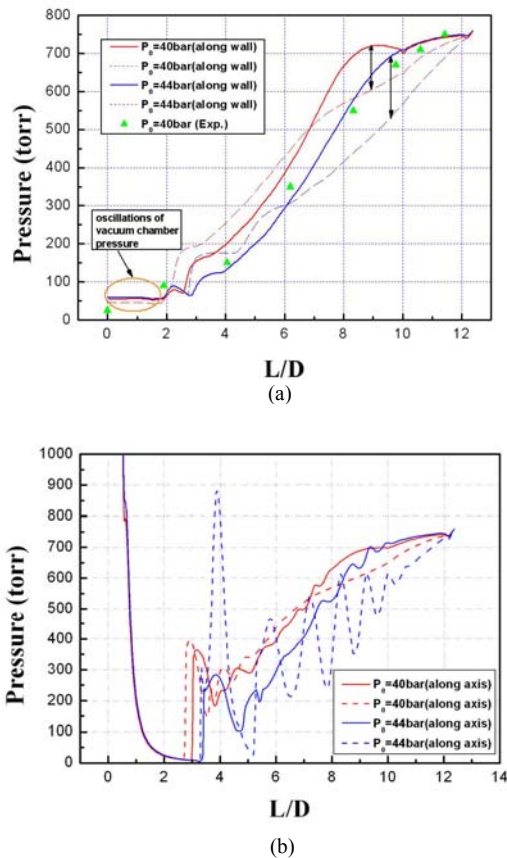 800
700
600
500
400
300
200
100
0
Pressure (torr)
P0=40bar(along wall)
P0=40bar(along wall)
P0=44bar(along wall)
P0=44bar(along wall)
P0=40bar (Exp.)
oscillations of
vacuum chamber
pressure
0 2 4 6 8 10 12
L/D
(a)
1000
900
800
700
600
500
400
300
200
100
0
Pressure (torr)
P0=40bar(along axis)
P0=40bar(along axis)
P0=44bar(along axis)
P0=44bar(along axis)
0 2 4 6 8 10 12 14
L/D
(b)